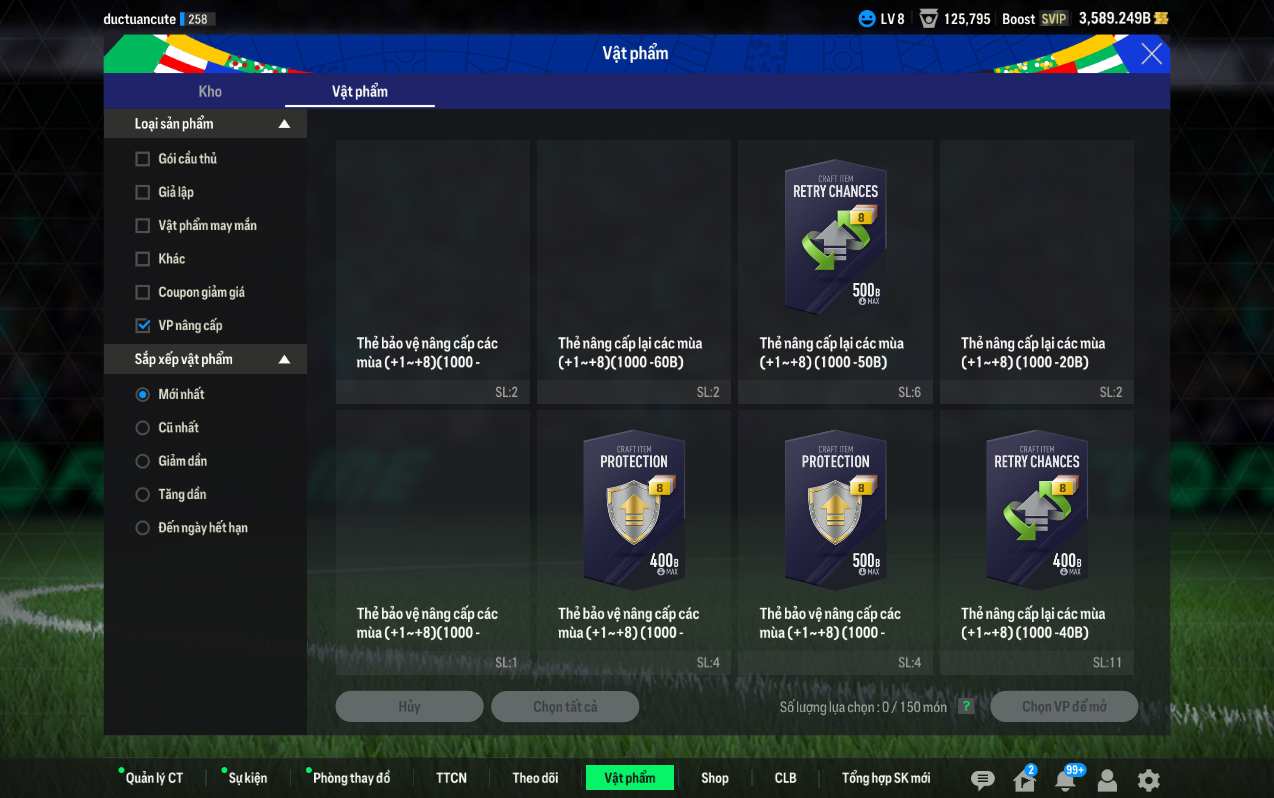 ductuancute 258
LV 8 125,795 Boost SVIP 3,589.249B
Vật phẩm
Kho Vật phẩm
Loại sản phẩm
Gói cầu thủ
Giả lập
Vật phẩm may mắn
Khác
Coupon giảm giá
VP nâng cấp
Sắp xếp vật phẩm
Mới nhất
Cũ nhất
Giảm dần
Tăng dần
Đến ngày hết hạn
Thẻ bảo vệ nâng cấp các
mùa (+1~+8)(1000 -
SL:2
Thẻ nâng cấp lại các mùa
(+1~+8)(1000 -60B)
SL:2
CRAFT ITEM
RETRY CHANCES
8
500B
MAX
Thẻ nâng cấp lại các mùa
(+1~+8) (1000 -50B)
SL:6
Thẻ nâng cấp lại các mùa
(+1~+8) (1000 -20B)
SL:2
Thẻ bảo vệ nâng cấp các
mùa (+1~+8)(1000 -
SL:1
CRAFT ITEM
PROTECTION
8
400B
MAX
Thẻ bảo vệ nâng cấp các
mùa (+1~+8) (1000 -
SL:4
CRAFT ITEM
PROTECTION
8
500B
MAX
Thẻ bảo vệ nâng cấp các
mùa (+1~+8) (1000 -
SL:4
CRAFT ITEM
RETRY CHANCES
8
400B
MAX
Thẻ nâng cấp lại các mùa
(+1~+8) (1000 -40B)
SL:11
Hủy Chọn tất cả Số lượng lựa chọn : 0 / 150 món ? Chọn VP để mở
Quản lý CT Sự kiện Phòng thay đồ TTCN Theo dõi Vật phẩm Shop CLB Tổng hợp SK mới 2 99+